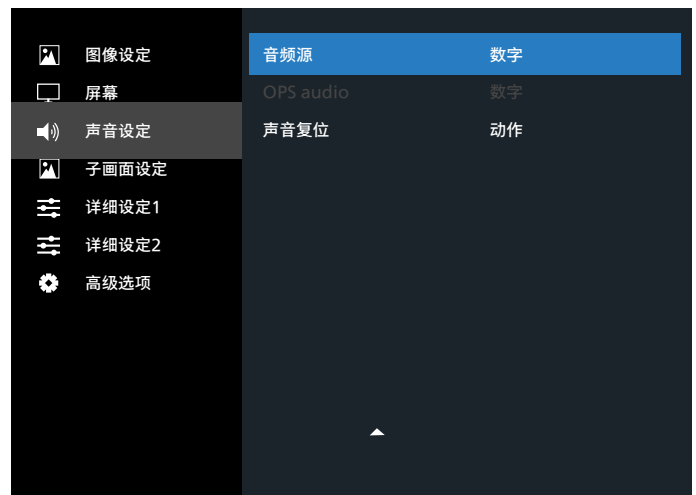 图像设定
屏幕
声音设定
子画面设定
详细设定1
详细设定2
高级选项
音频源 数字
OPS audio 数字
声音复位 动作